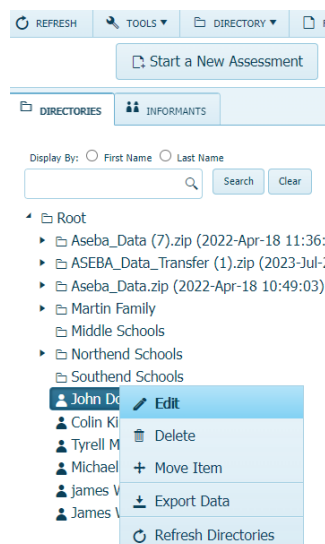 REFRESH TOOLS ▼ DIRECTORY ▼
Start a New Assessment
DIRECTORIES INFORMANTS
Display By: First Name Last Name
Search Clear
Root
Aseba_Data (7).zip (2022-Apr-18 11:36:
ASEBA_Data_Transfer (1).zip (2023-Jul-
Aseba_Data.zip (2022-Apr-18 10:49:03)
Martin Family
Middle Schools
Northend Schools
Southend Schools
John Do
Edit
Colin Ki
Delete
Tyrell M
Michael
Move Item
james W
Export Data
James W
Refresh Directories